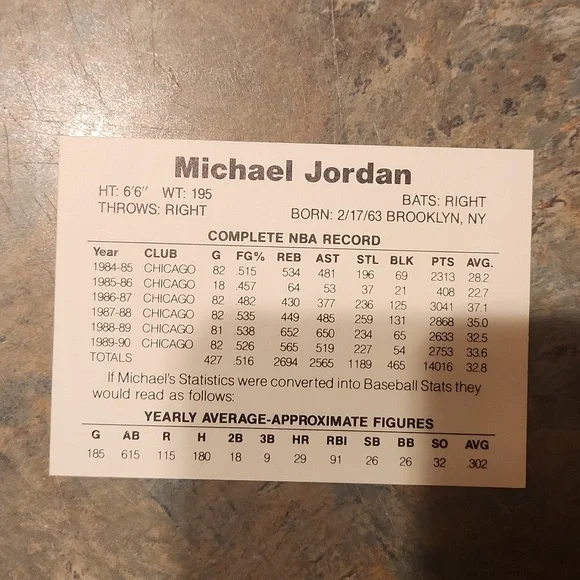 Michael Jordan
HT: 6'6" WT: 195 BATS: RIGHT
THROWS: RIGHT BORN: 2/17/63 BROOKLYN, NY
COMPLETE NBA RECORD
Year CLUB G FG% REB AST STL BLK PTS AVG.
1984-85 CHICAGO 82 515 534 481 196 69 2313 28.2
1985-86 CHICAGO 18 457 64 53 37 21 408 22.7
1986-87 CHICAGO 82 482 430 377 236 125 3041 37.1
1987-88 CHICAGO 82 535 449 485 259 131 2868 35.0
1988-89 CHICAGO 81 538 652 650 234 65 2633 32.5
1989-90 CHICAGO 82 526 565 519 227 54 2753 33.6
TOTALS 427 516 2694 2565 1189 465 14016 32.8
If Michael's Statistics were converted into Baseball Stats they
would read as follows:
YEARLY AVERAGE-APPROXIMATE FIGURES
G AB R H 2B 3B HR RBI SB BB SO AVG
185 615 115 180 18 9 29 91 26 26 32 .302